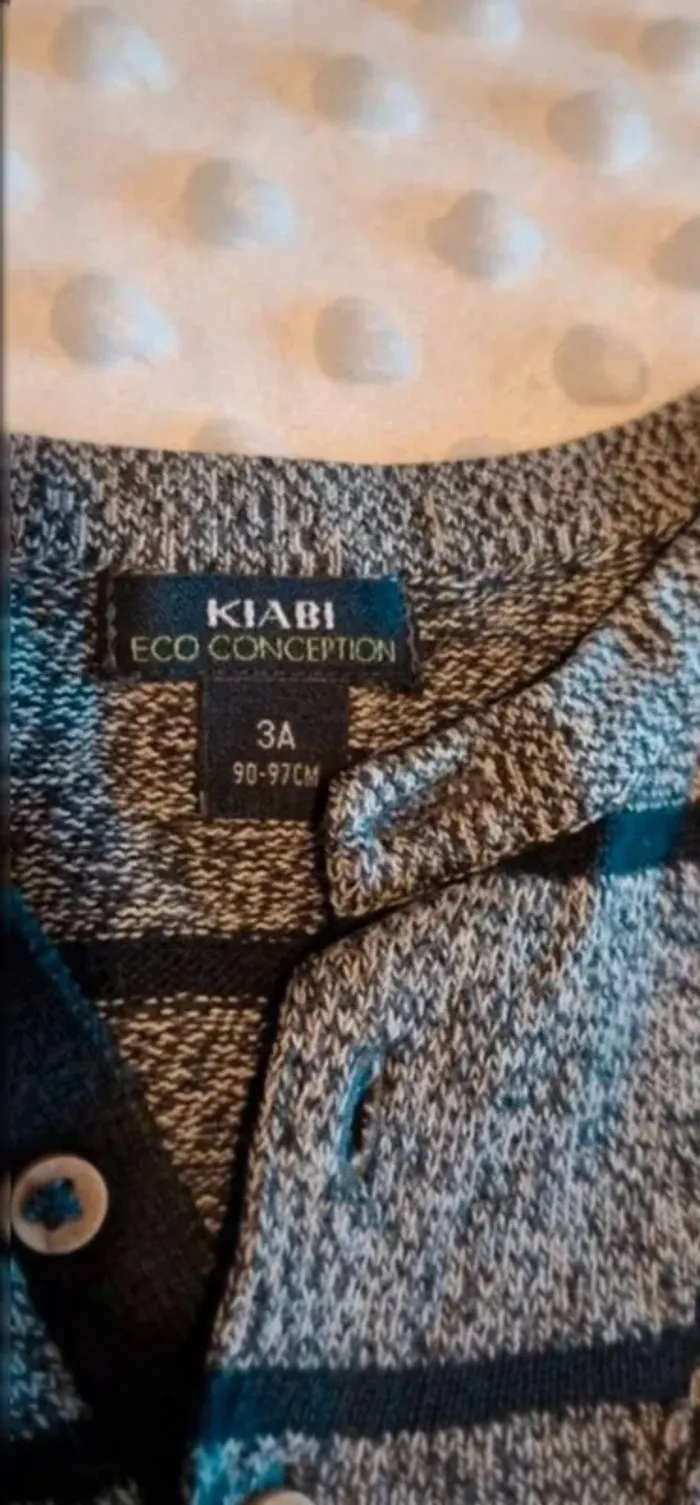 KIABI
ECO CONCEPTION
3A
90-97CM